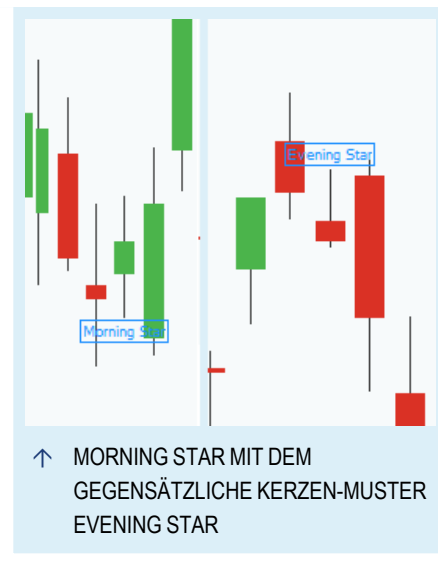 Morning Star
Evening Star
↑ MORNING STAR MIT DEM
GEGENSÄTZLICHE KERZEN-MUSTER
EVENING STAR